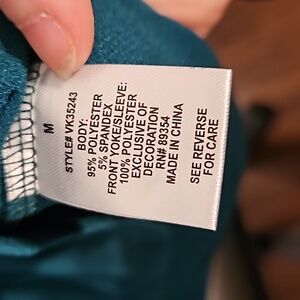 M
STYLE# VK35243
BODY:
95% POLYESTER
5% SPANDEX
FRONT YOKE/SLEEVE:
100% POLYESTER
EXCLUSIVE OF
DECORATION
RN# 89354
MADE IN CHINA
SEE REVERSE
FOR CARE